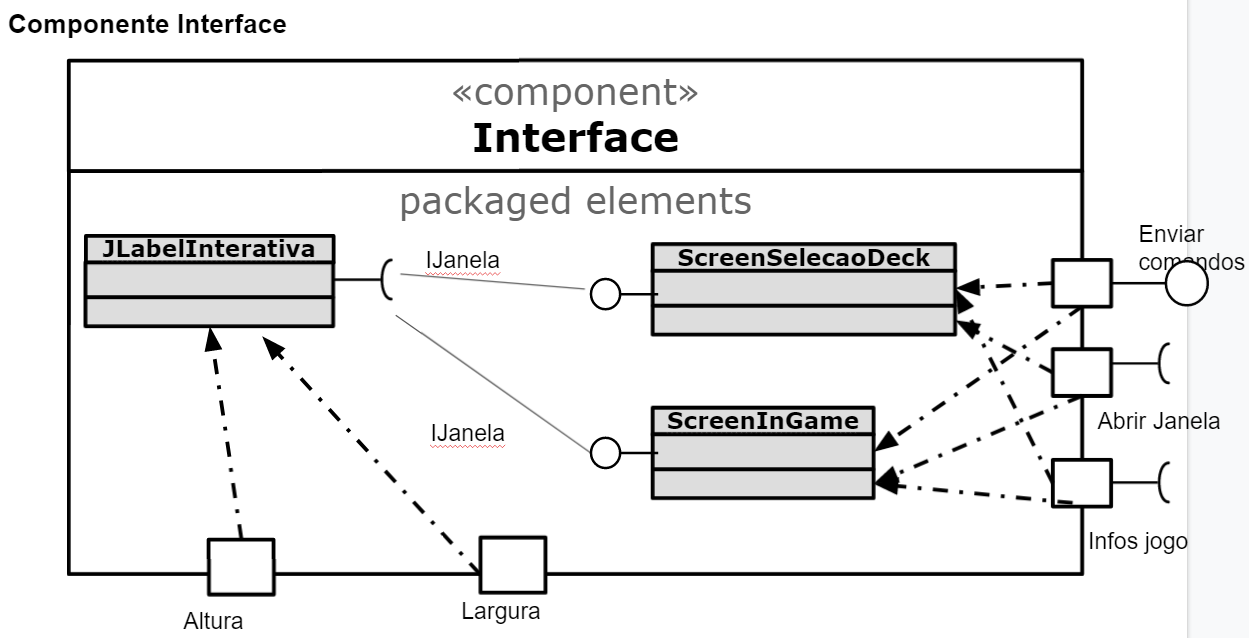 Componente Interface
«component»
Interface
packaged elements
JLabelInterativa
IJanela
ScreenSelecaoDeck
Enviar
comandos
Abrir Janela
IJanela
ScreenInGame
Infos jogo
Altura
Largura